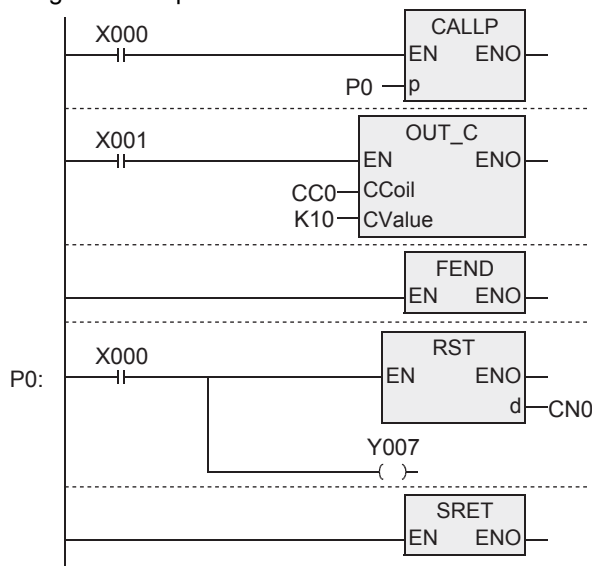 X000
CALLP
EN ENO
P0 p
X001
OUT_C
EN ENO
CC0 CCoil
K10 CValue
FEND
EN ENO
P0:
X000
RST
EN ENO
d CN0
Y007
SRET
EN ENO